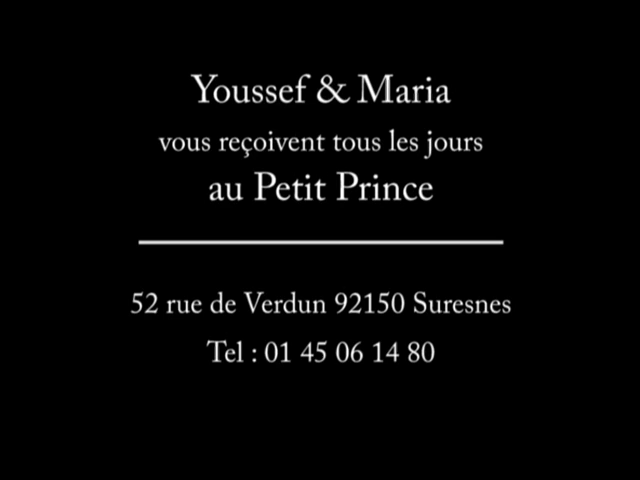 Youssef & Maria
vous reçoivent tous les jours
au Petit Prince
52 rue de Verdun 92150 Suresnes
Tel : 01 45 06 14 80